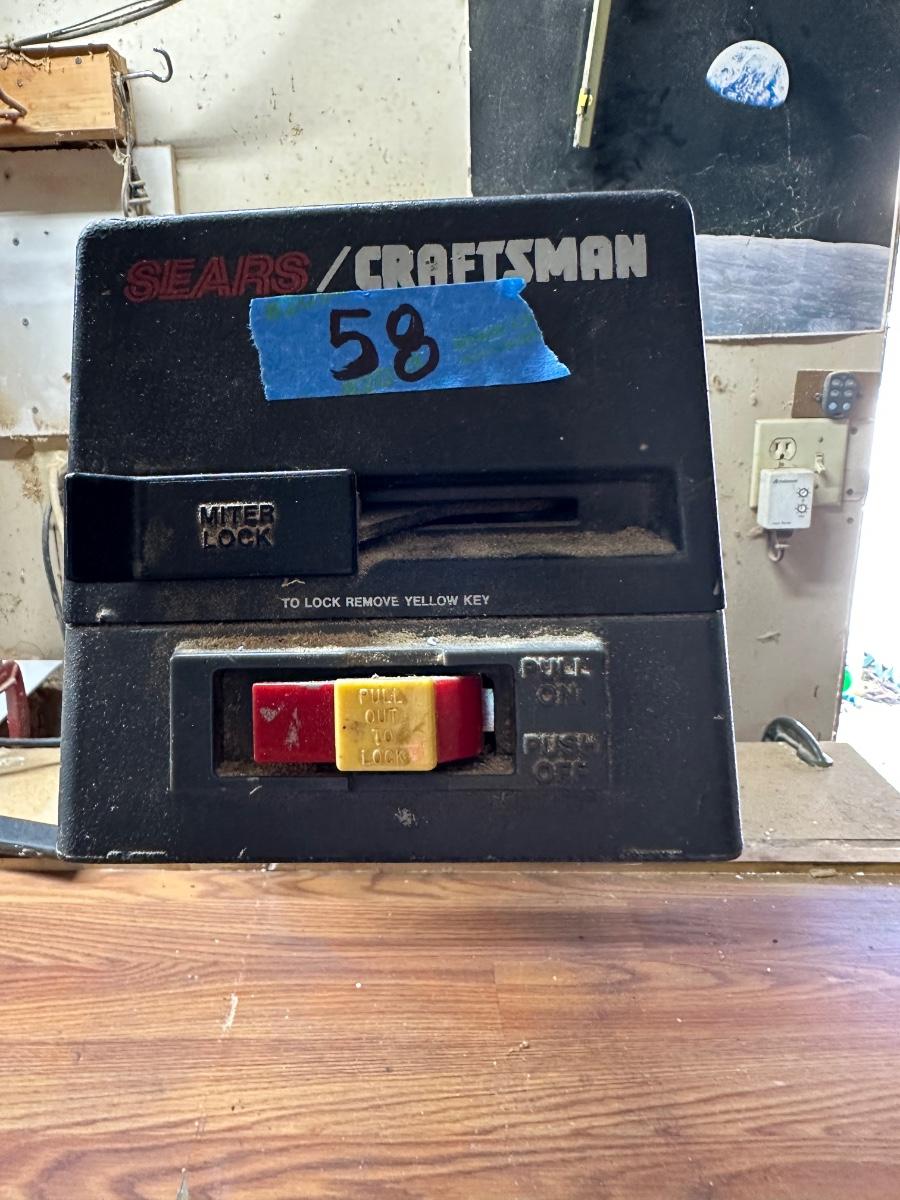 SEARS / CRAFTSMAN
58
MITER
LOCK
TO LOCK REMOVE YELLOW KEY
PULL
OUT
TO
LOCK
PULL
ON
PUSH
OFF